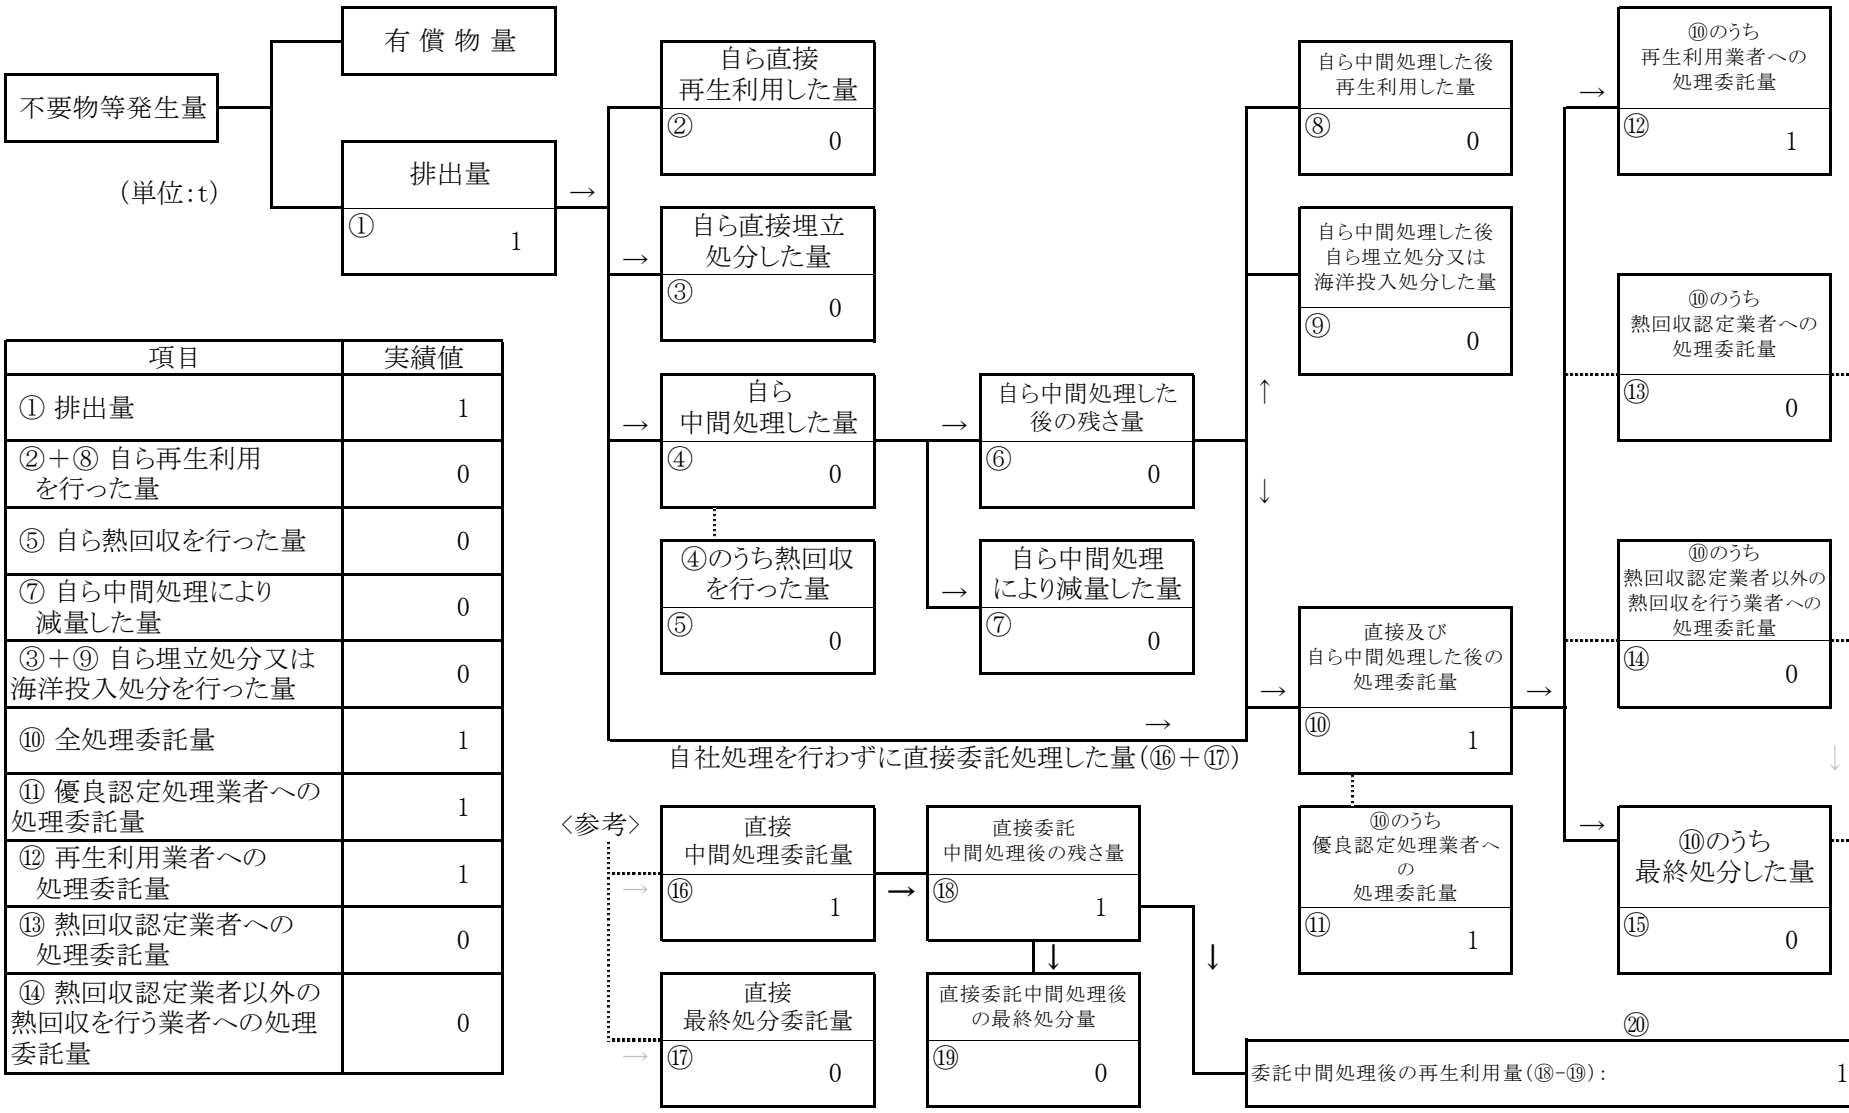 有償物量
不要物等発生量
(単位:t)
排出量
①
1
→
自ら直接
再生利用した量
②
0
→
自ら直接埋立
処分した量
③
0
→
自ら
中間処理した量
④
0
④のうち熱回収
を行った量
⑤
0
→
自ら中間処理した
後の残さ量
⑥
0
→
自ら中間処理
により減量した量
⑦
0
自ら中間処理した後
再生利用した量
⑧
0
自ら中間処理した後
自ら埋立処分又は
海洋投入処分した量
⑨
0
↑
↓
→
自社処理を行わずに直接委託処理した量(⑯+⑰)
→
直接及び
自ら中間処理した後の
処理委託量
⑩
1
⑩のうち
優良認定処理業者へ
の
処理委託量
⑪
1
→
→
⑩のうち
再生利用業者への
処理委託量
⑫
1
⑩のうち
熱回収認定業者への
処理委託量
⑬
0
⑩のうち
熱回収認定業者以外の
熱回収を行う業者への
処理委託量
⑭
0
↓
→
⑩のうち
最終処分した量
⑮
0
項目 実績値
① 排出量 1
②+⑧ 自ら再生利用
を行った量 0
⑤ 自ら熱回収を行った量 0
⑦ 自ら中間処理により
減量した量 0
③+⑨ 自ら埋立処分又は
海洋投入処分を行った量 0
⑩ 全処理委託量 1
⑪ 優良認定処理業者への
処理委託量 1
⑫ 再生利用業者への
処理委託量 1
⑬ 熱回収認定業者への
処理委託量 0
⑭ 熱回収認定業者以外の
熱回収を行う業者への処理
委託量 0
〈参考〉
→
直接
中間処理委託量
⑯
1
→
直接委託
中間処理後の残さ量
⑱
1
↓
↓
→
直接
最終処分委託量
⑰
0
直接委託中間処理後
の最終処分量
⑲
0
⑳
委託中間処理後の再生利用量(⑱-⑲): 1